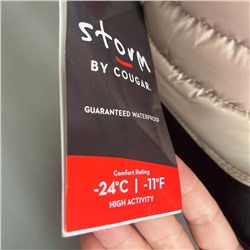 storm
BY COUGAR.
GUARANTEED WATERPROOF
Comfort Rating
-24°C | -11°F
HIGH ACTIVITY